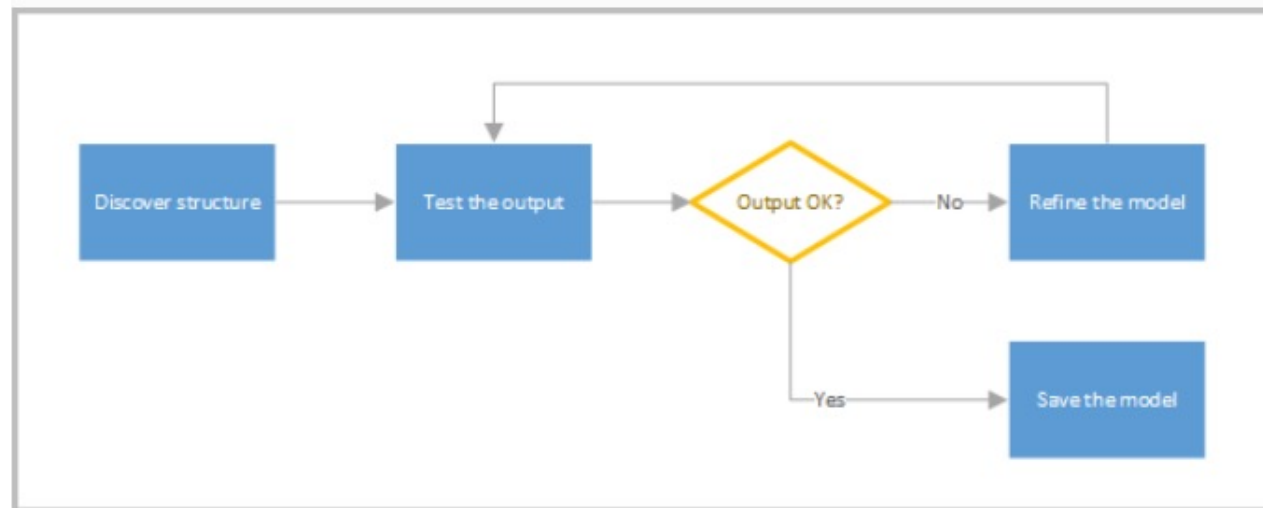 Discover structure
Test the output
Output OK?
No
Refine the model
Yes
Save the model